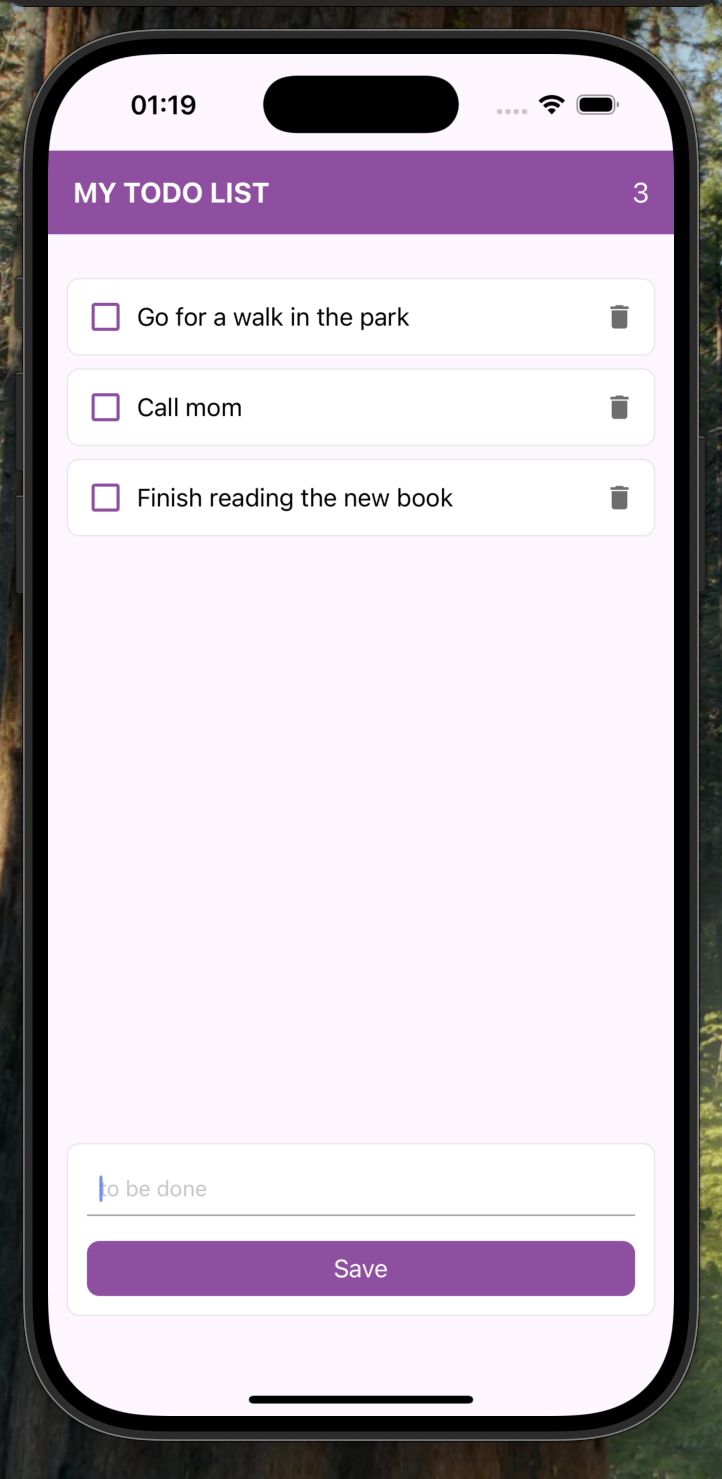 01:19
MY TODO LIST 3
Go for a walk in the park
Call mom
Finish reading the new book
to be done
Save